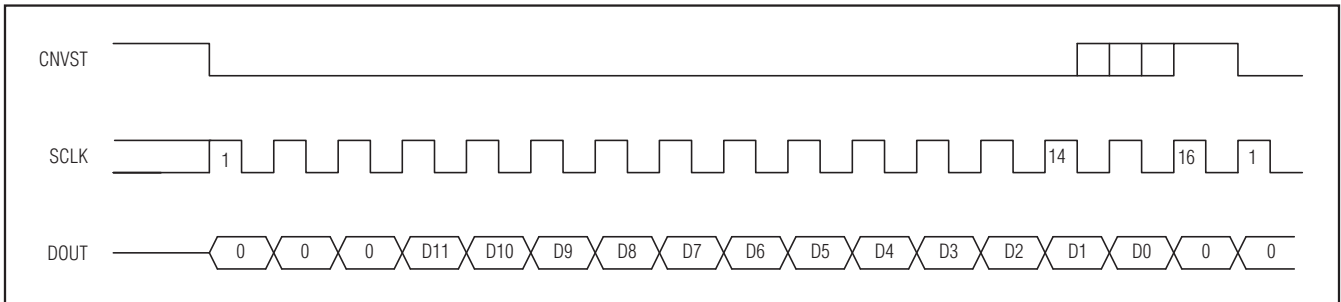 CNVST
SCLK 1 14 16 1
DOUT 0 0 0 D11 D10 D9 D8 D7 D6 D5 D4 D3 D2 D1 D0 0 0